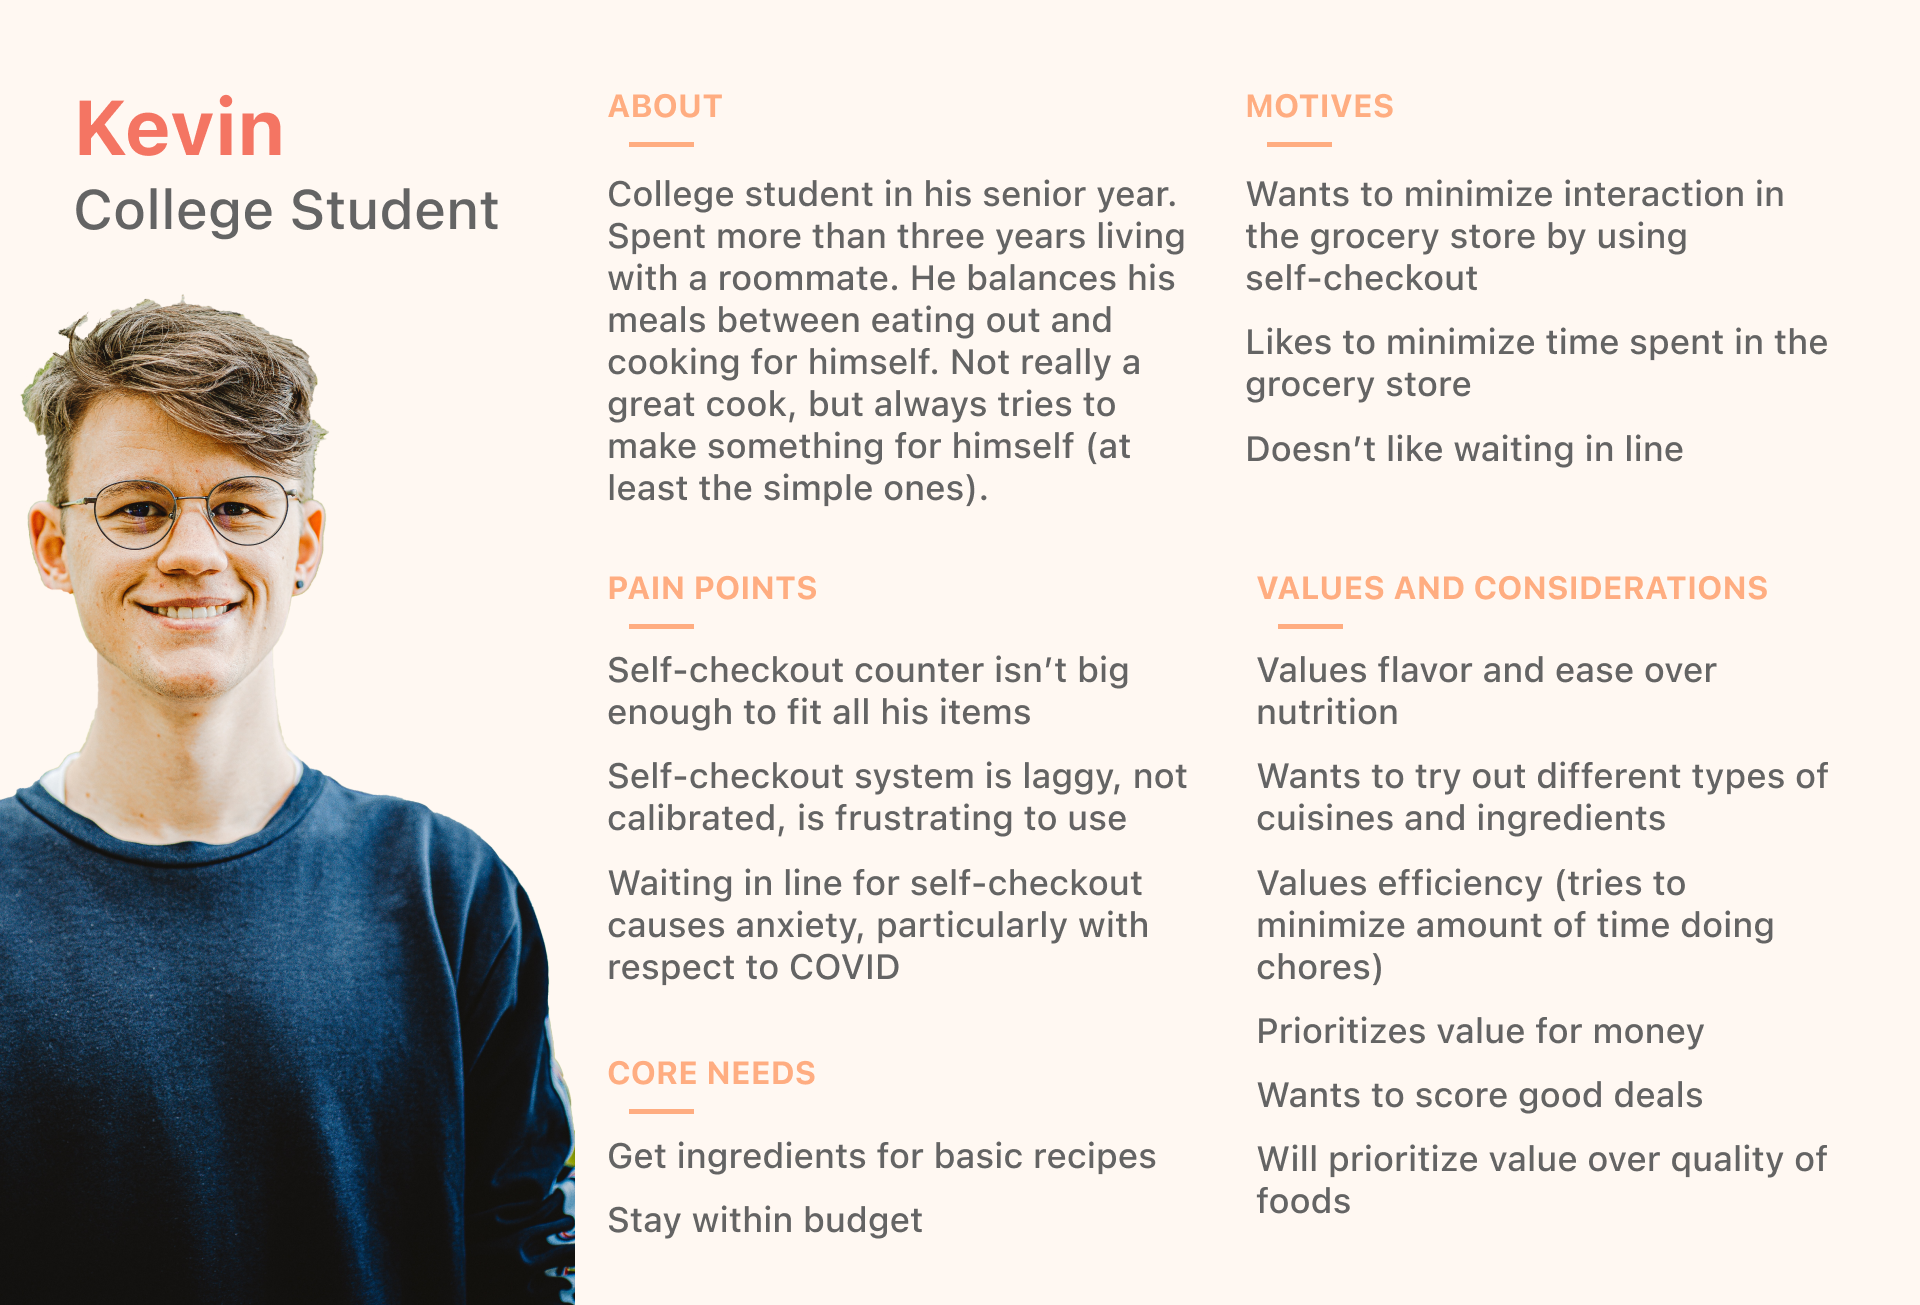 Kevin
College Student
ABOUT
College student in his senior year.
Spent more than three years living
with a roommate. He balances his
meals between eating out and
cooking for himself. Not really a
great cook, but always tries to
make something for himself (at
least the simple ones).
MOTIVES
Wants to minimize interaction in
the grocery store by using
self-checkout
Likes to minimize time spent in the
grocery store
Doesn’t like waiting in line
PAIN POINTS
Self-checkout counter isn’t big
enough to fit all his items
Self-checkout system is laggy, not
calibrated, is frustrating to use
Waiting in line for self-checkout
causes anxiety, particularly with
respect to COVID
CORE NEEDS
Get ingredients for basic recipes
Stay within budget
VALUES AND CONSIDERATIONS
Values flavor and ease over
nutrition
Wants to try out different types of
cuisines and ingredients
Values efficiency (tries to
minimize amount of time doing
chores)
Prioritizes value for money
Wants to score good deals
Will prioritize value over quality of
foods